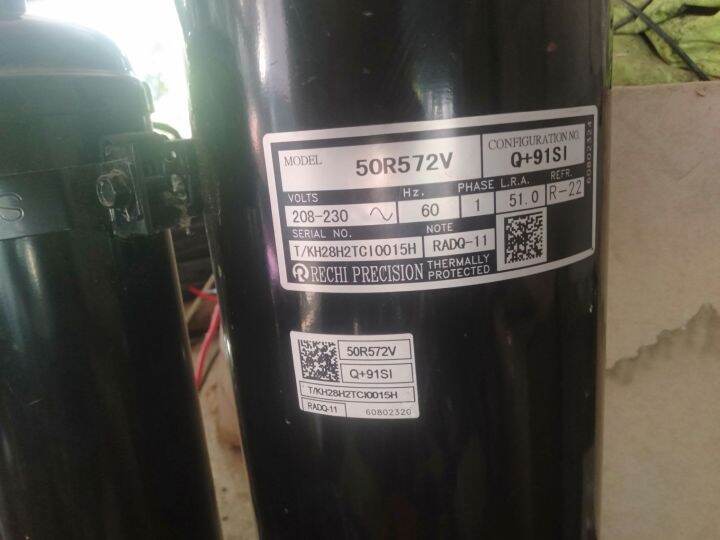 MODEL 50R572V CONFIGURATION NO. Q+91SI
VOLTS Hz. PHASE L.R.A. REFR.
208-230 60 1 51.0 R-22
SERIAL NO. NOTE
T/KH28H2TCI0015H RADQ-11
RECHI PRECISION THERMALLY PROTECTED
60802324
50R572V
Q+91SI
T/KH28H2TCI0015H
RADQ-11 60802320
S